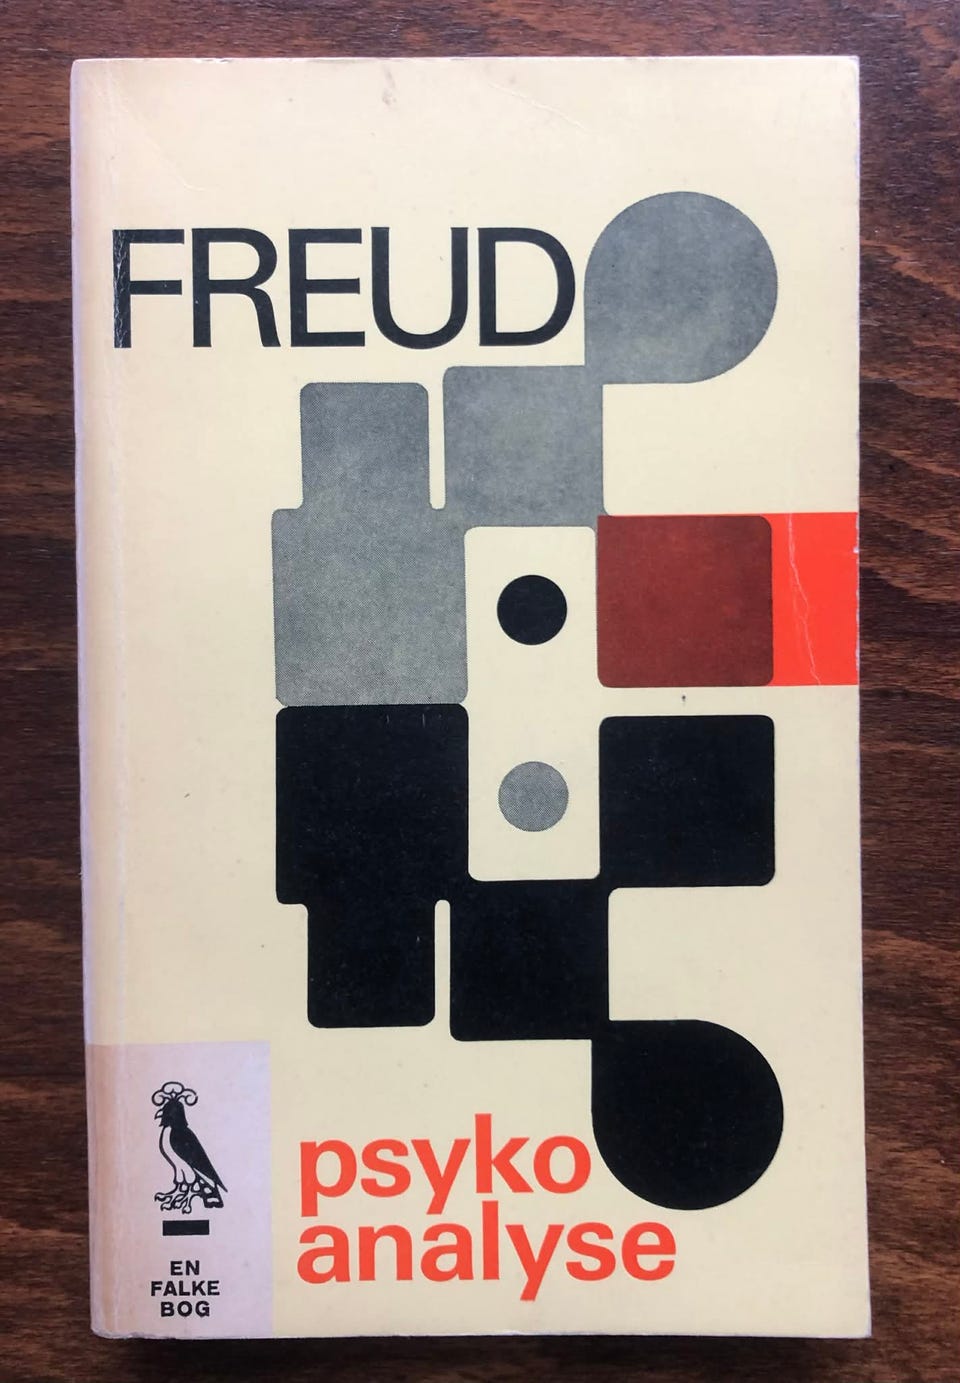 FREUD
psyko
analyse
EN
FALKE
BOG